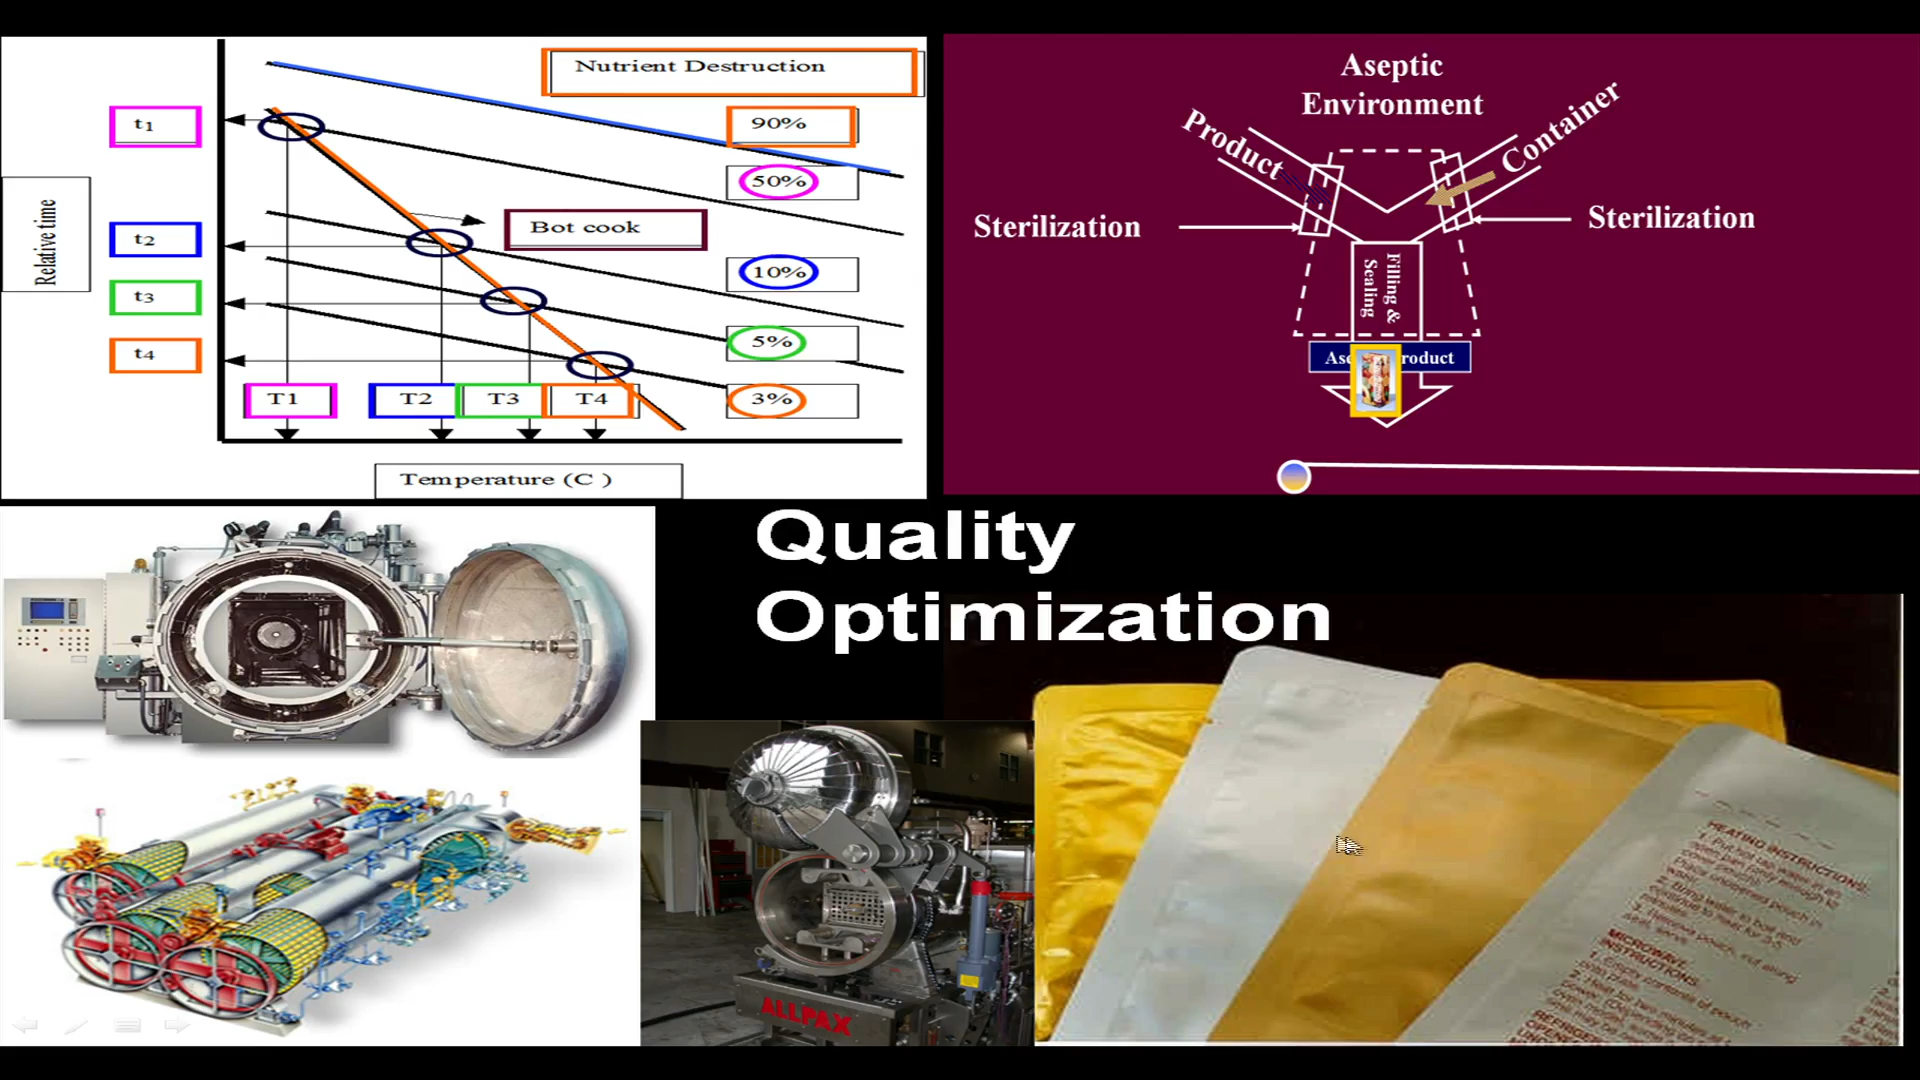 Nutrient Destruction
t1
90%
50%
Bot cook
t2
10%
t3
5%
t4
3%
T1
T2
T3
T4
Relative time
Temperature (C )
Aseptic
Environment
Product
Container
Sterilization
Sterilization
Filling &
Sealing
roduct
Quality
Optimization
ALLPAX
HEATING INSTRUCTIONS:
MICROWAVE
INSTRUCTIONS: